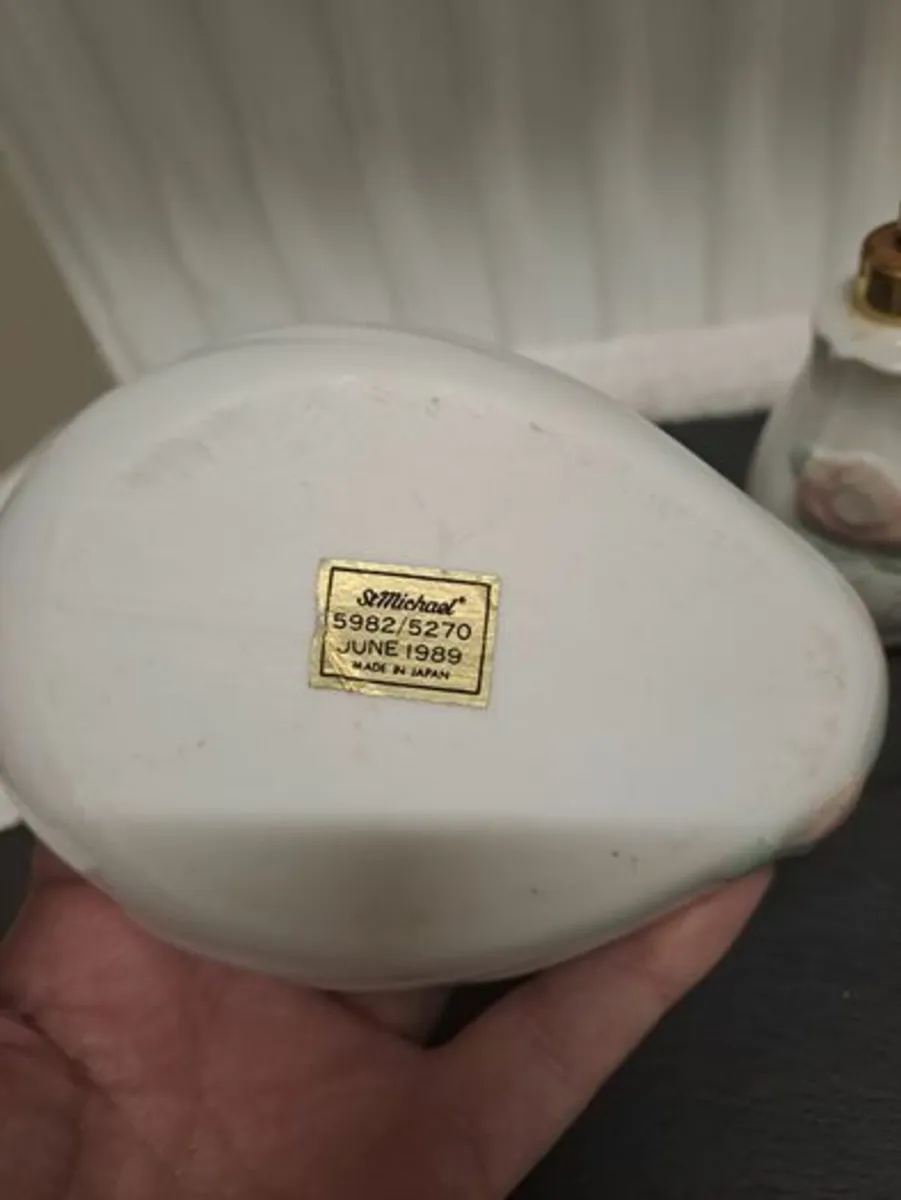 St Michael®
5982/5270
JUNE 1989
MADE IN JAPAN